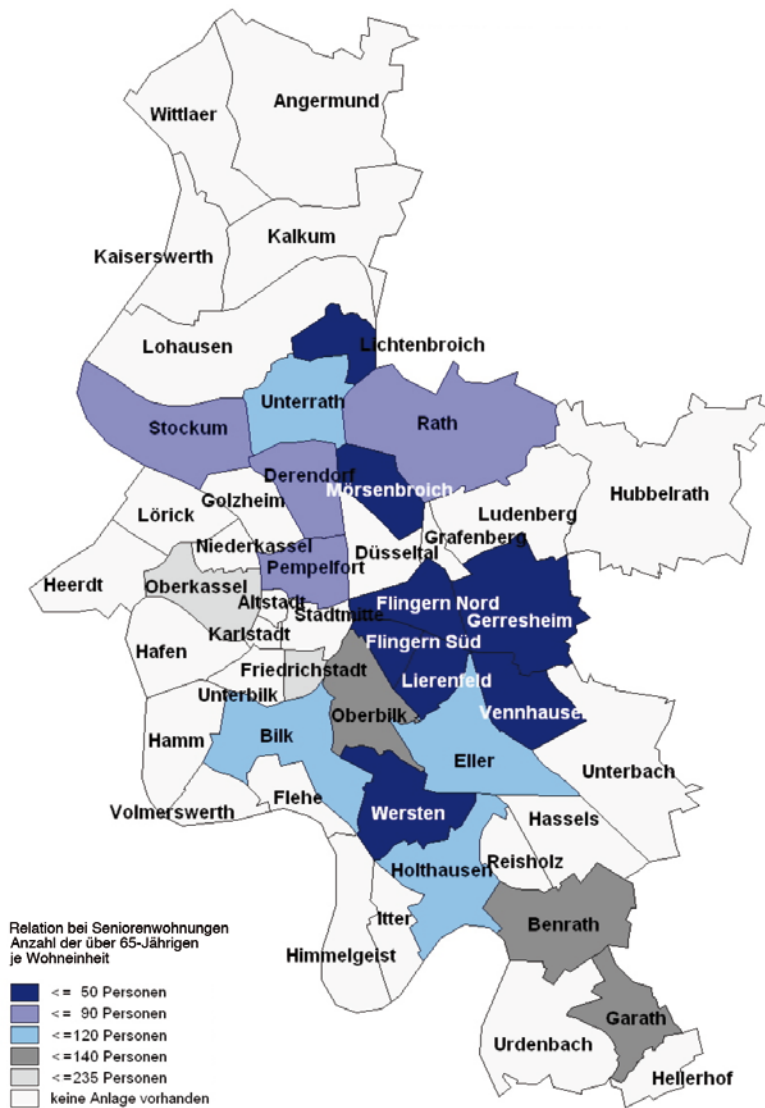 Angermund
Wittlaer
Kalkum
Kaiserswerth
Lohausen
Lichtenbroich
Unterrath
Stockum
Rath
Derendorf
Mörsenbroich
Hubbelrath
Golzheim
Lörick
Ludenberg
Grafenberg
Niederkassel
Düsseltal
Pempelfort
Heerdt
Oberkassel
Altstadt
Flingern Nord
Stadtmitte
Gerresheim
Karlstadt
Flingern Süd
Hafen
Friedrichstadt
Lierenfeld
Unterbilk
Oberbilk
Vennhausen
Hamm
Bilk
Eller
Unterbach
Flehe
Volmerswerth
Wersten
Hassels
Reisholz
Holthausen
Itter
Benrath
Himmelgeist
Garath
Urdenbach
Hellerhof
Relation bei Seniorenwohnungen
Anzahl der über 65-Jährigen
je Wohneinheit
<= 50 Personen
<= 90 Personen
<=120 Personen
<=140 Personen
<=235 Personen
keine Anlage vorhanden